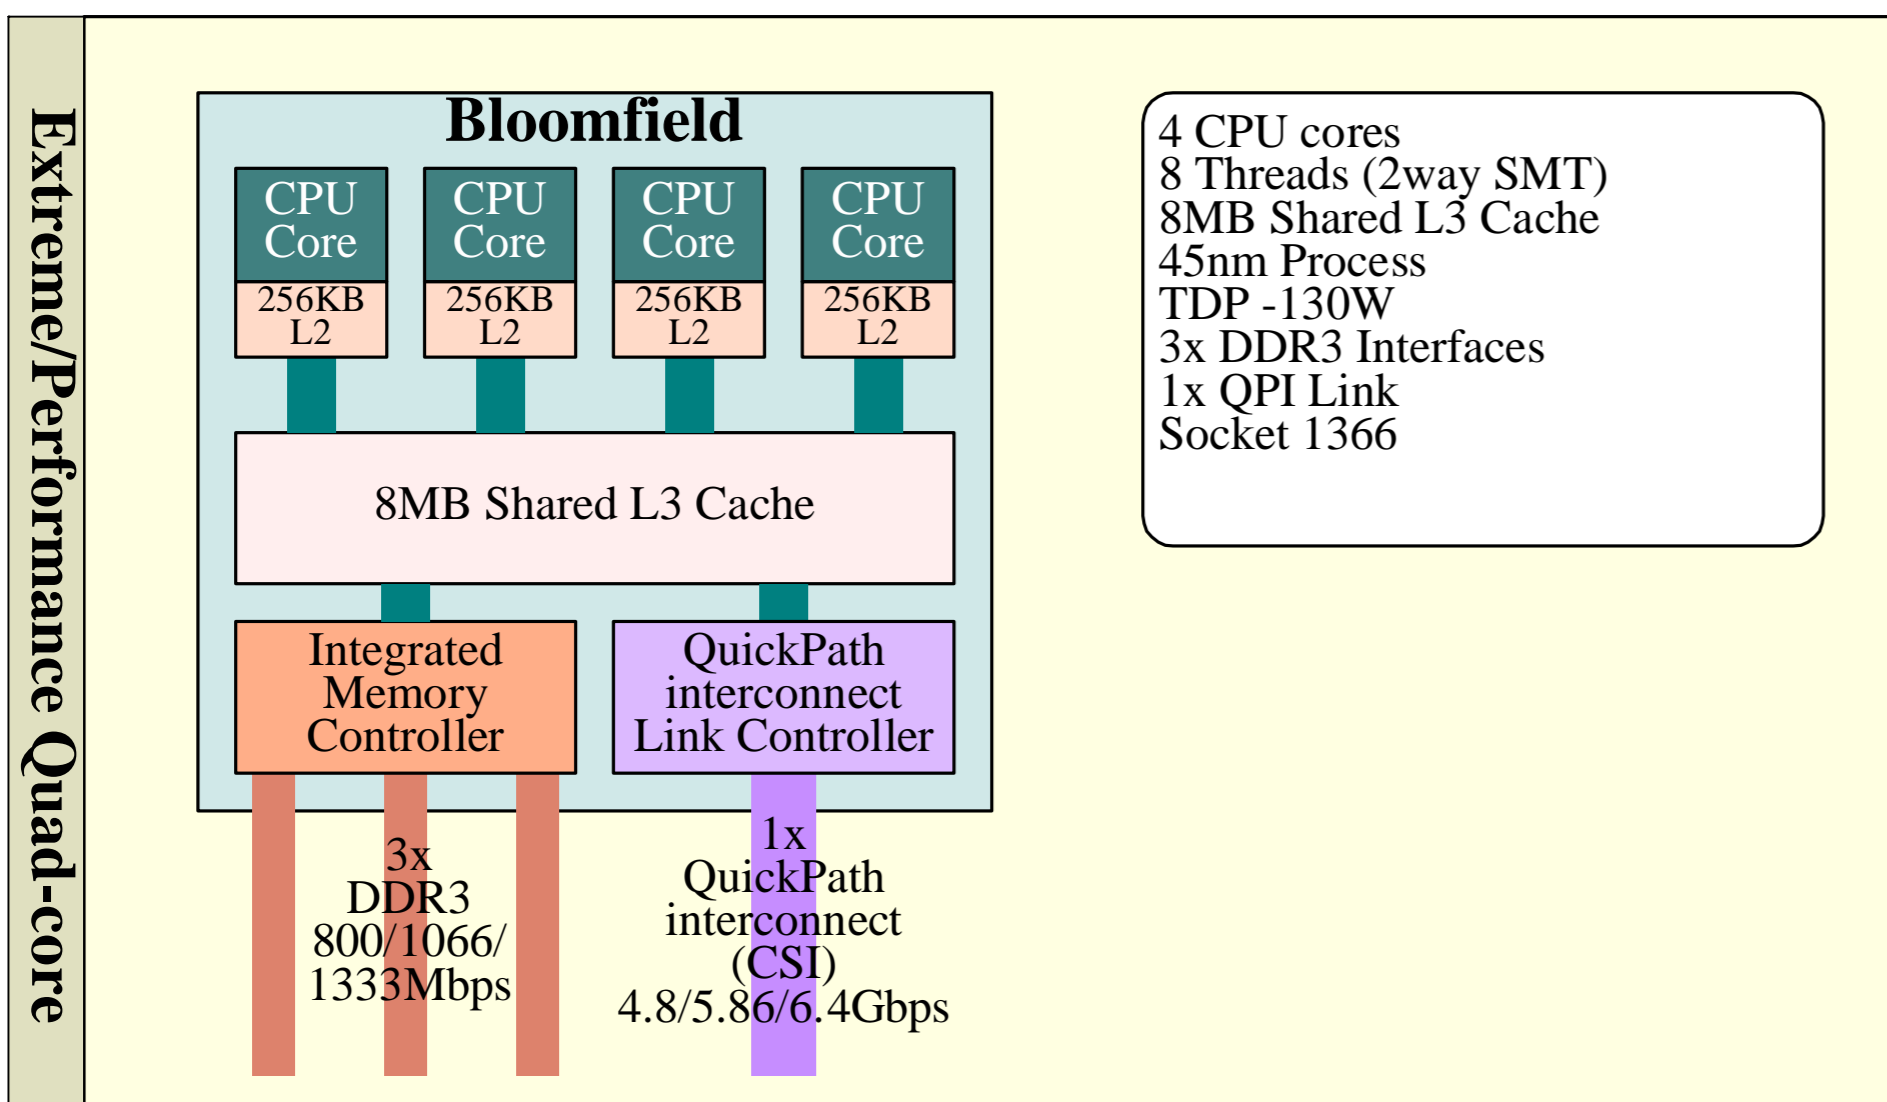 Extreme/Performance Quad-core
Bloomfield
CPU
Core
256KB
L2
CPU
Core
256KB
L2
CPU
Core
256KB
L2
CPU
Core
256KB
L2
8MB Shared L3 Cache
Integrated
Memory
Controller
QuickPath
interconnect
Link Controller
3x
DDR3
800/1066/
1333Mbps
1x
QuickPath
interconnect
(CSI)
4.8/5.86/6.4Gbps
4 CPU cores
8 Threads (2way SMT)
8MB Shared L3 Cache
45nm Process
TDP -130W
3x DDR3 Interfaces
1x QPI Link
Socket 1366